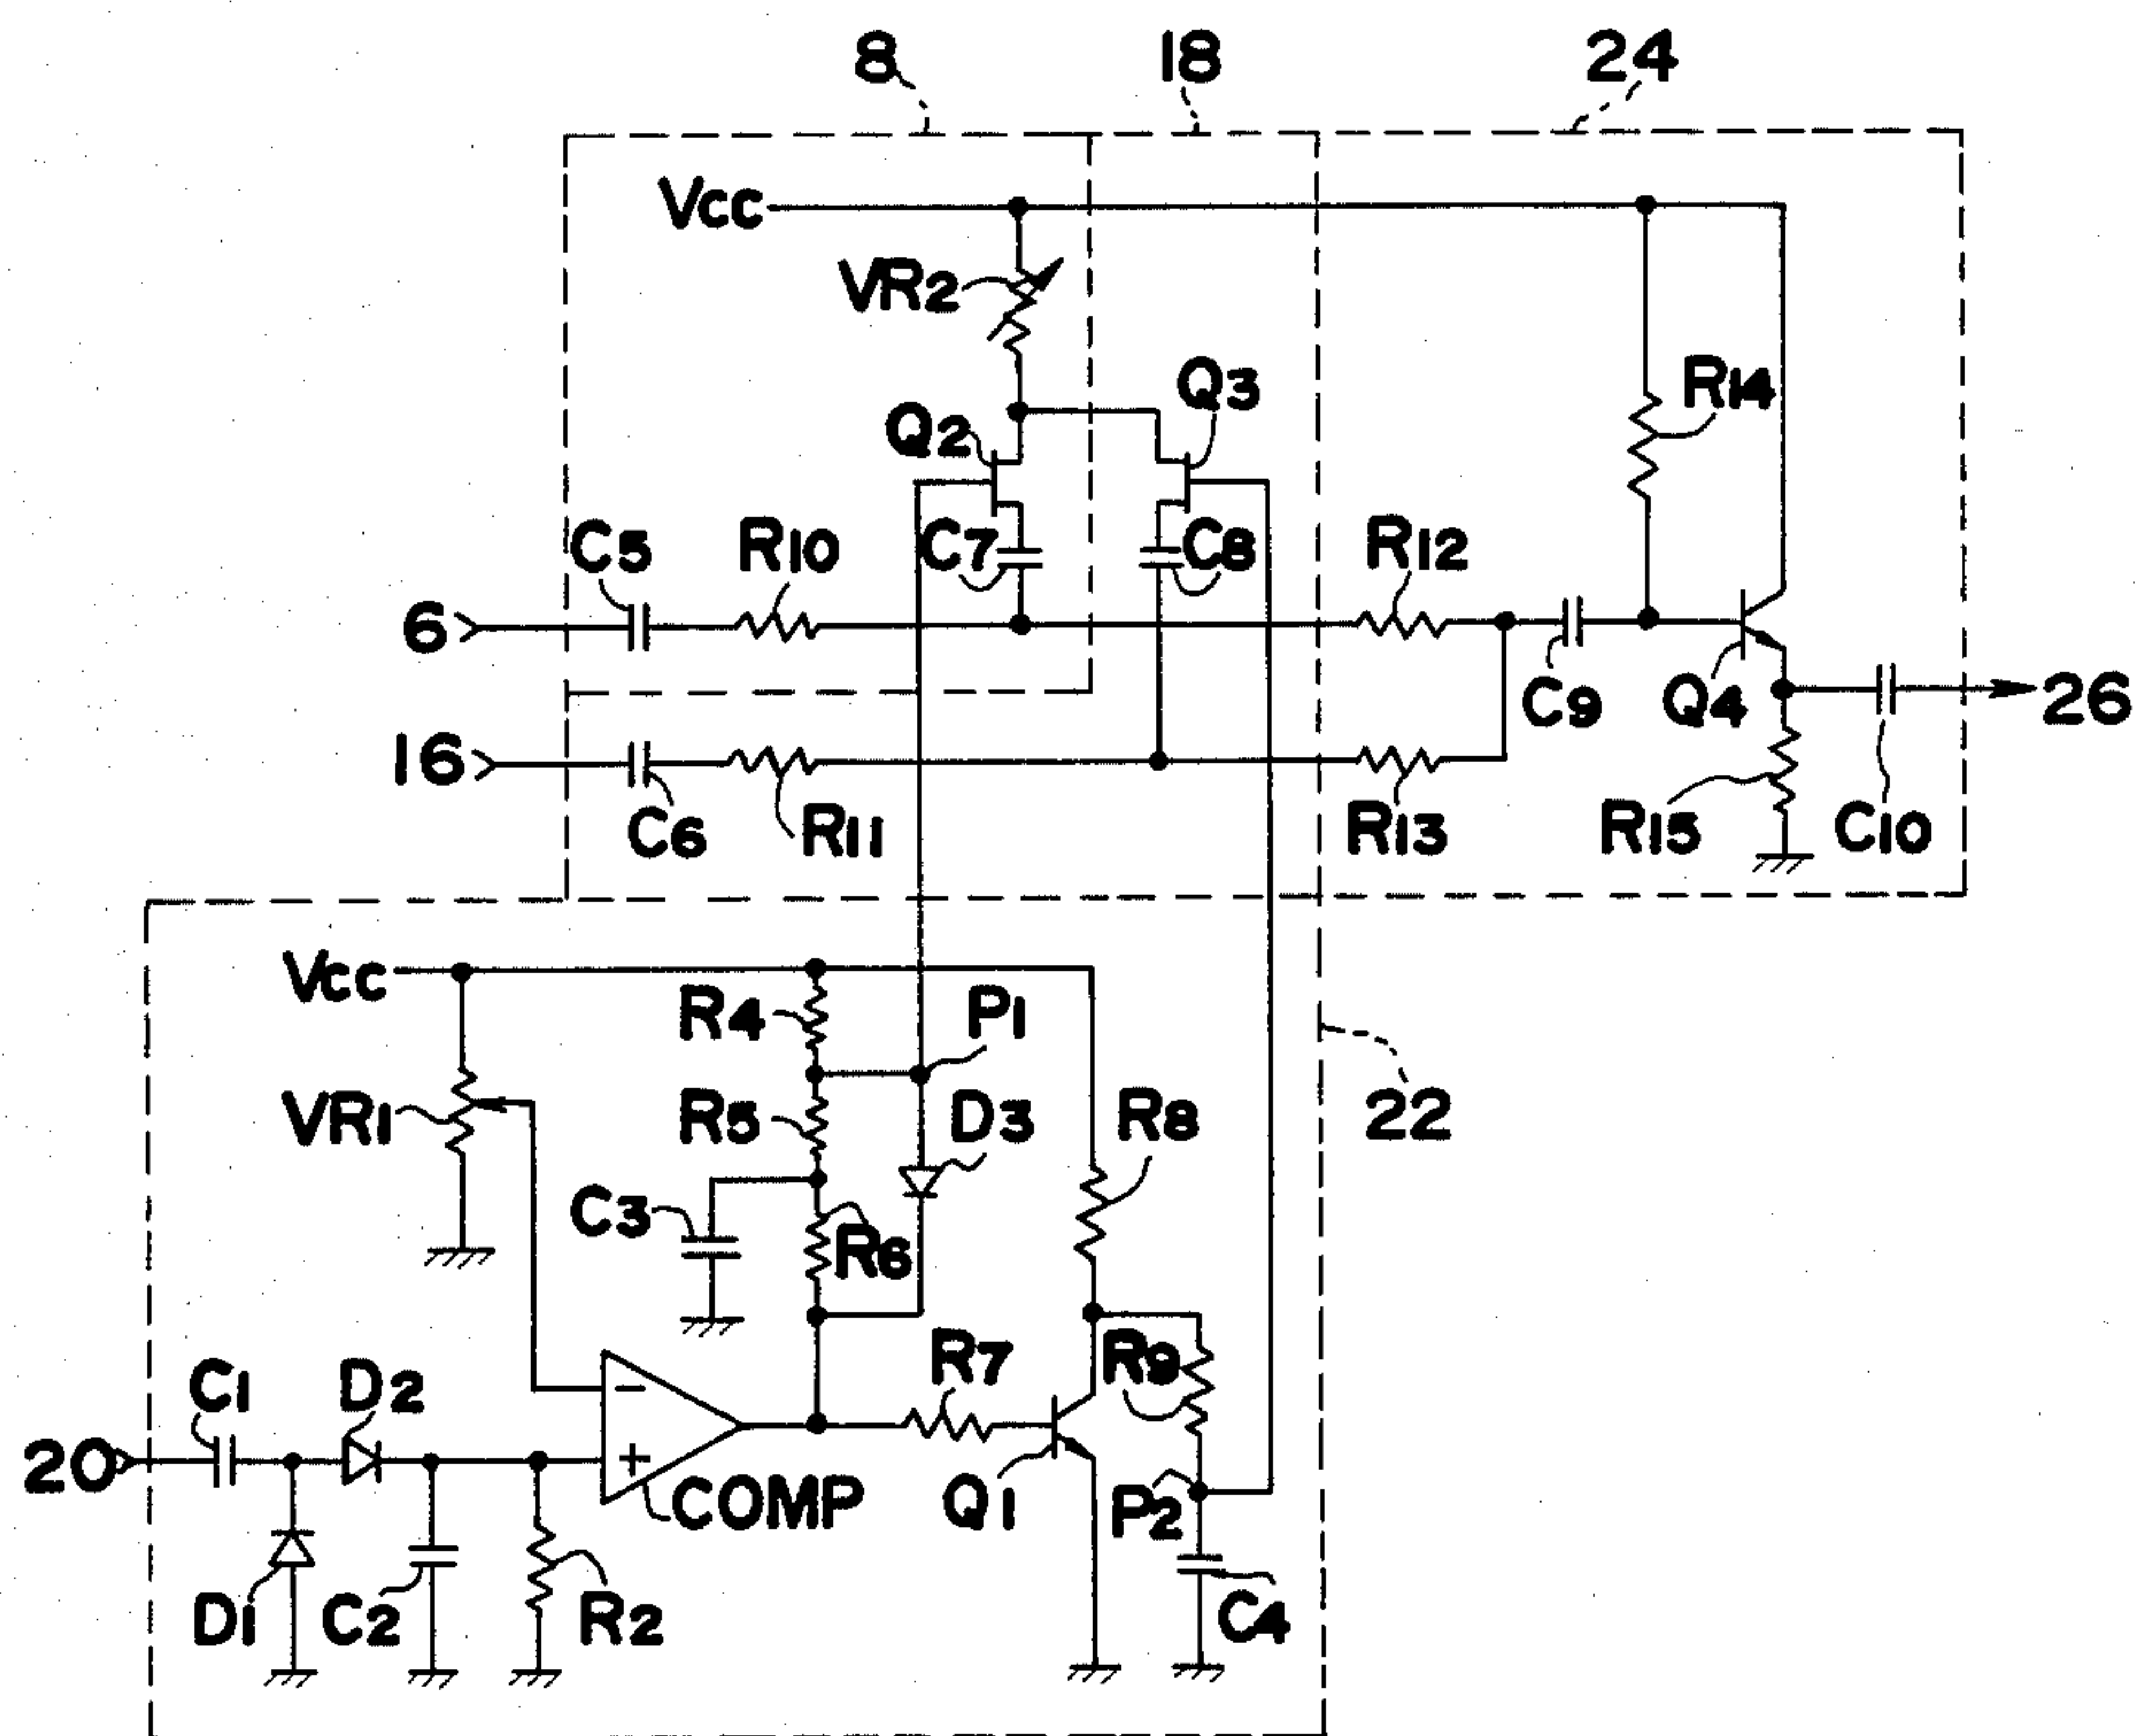 8 18 24
Vcc
VR2
Q3
R14
Q2
C5 R10 C7 C8 R12
6
C9 Q4 26
16
C6 R11 R13 R15 C10
Vcc
R4 P1
VR1 R5 D3 R8 22
C3 R6
C1 D2 R7 R9
−
20 +
COMP Q1 P2
D1 C2 R2 C4